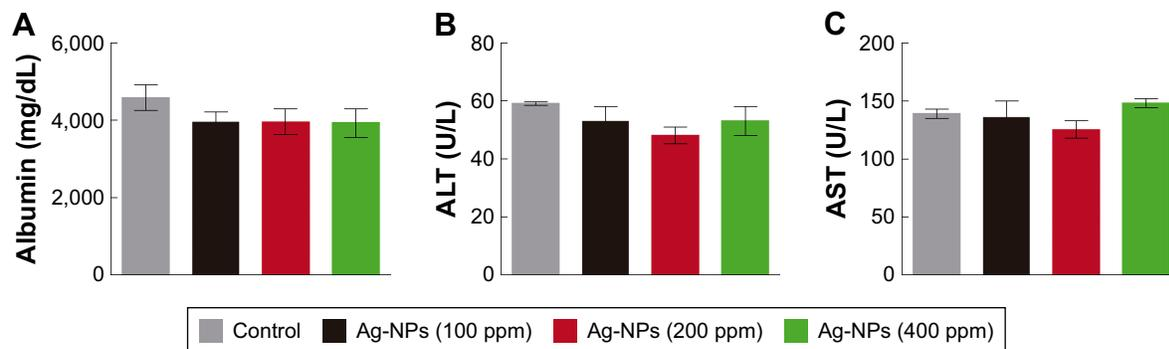 A
Albumin (mg/dL)
6,000
4,000
2,000
0
B
ALT (U/L)
80
60
40
20
0
C
AST (U/L)
200
150
100
50
0
Control Ag-NPs (100 ppm) Ag-NPs (200 ppm) Ag-NPs (400 ppm)